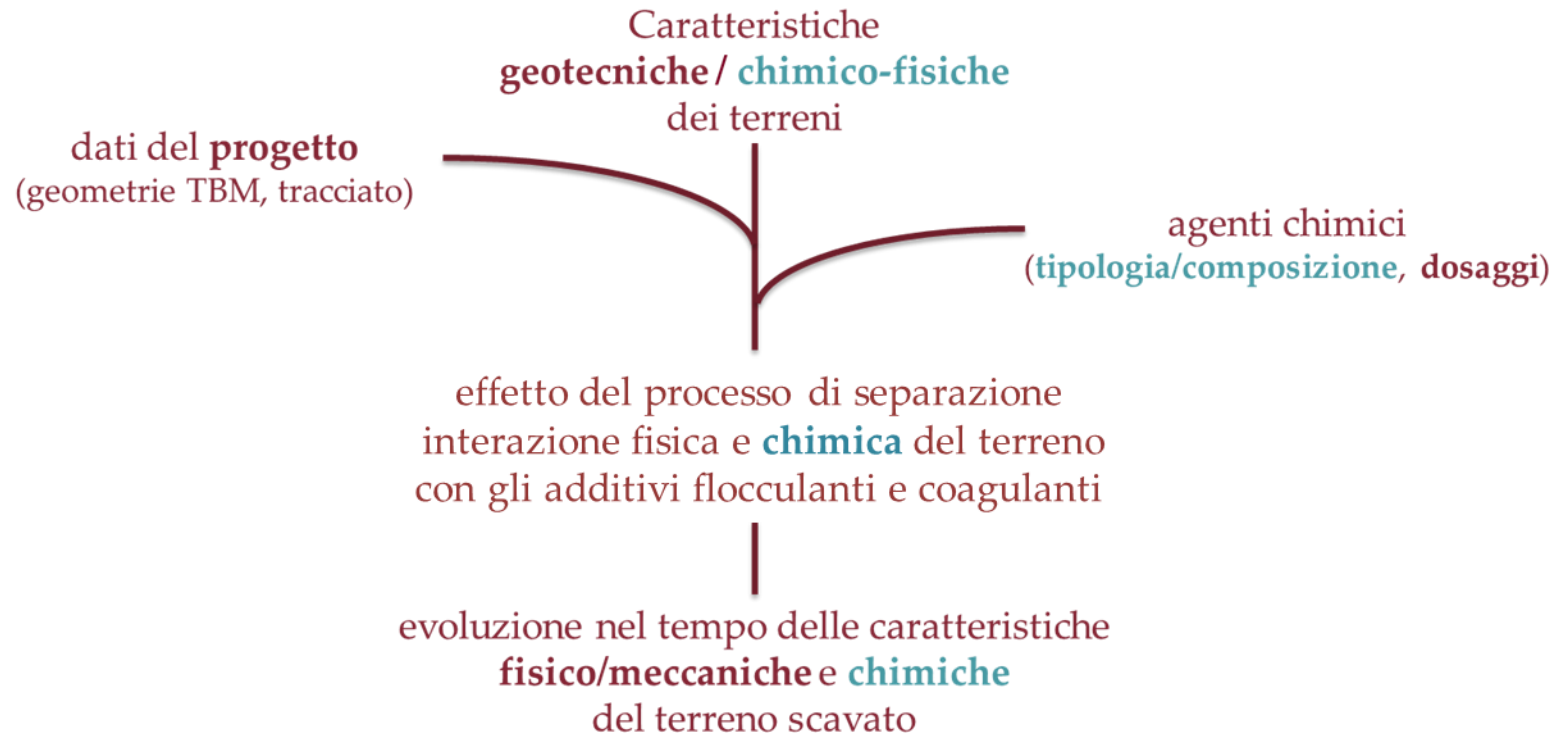 Caratteristiche
geotecniche / chimico-fisiche
dei terreni
dati del progetto
(geometrie TBM, tracciato)
agenti chimici
(tipologia/composizione, dosaggi)
effetto del processo di separazione
interazione fisica e chimica del terreno
con gli additivi flocculanti e coagulanti
evoluzione nel tempo delle caratteristiche
fisico/meccaniche e chimiche
del terreno scavato